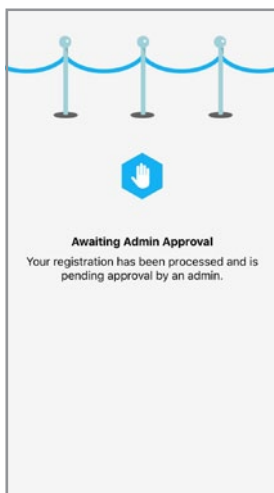 Awaiting Admin Approval
Your registration has been processed and is
pending approval by an admin.